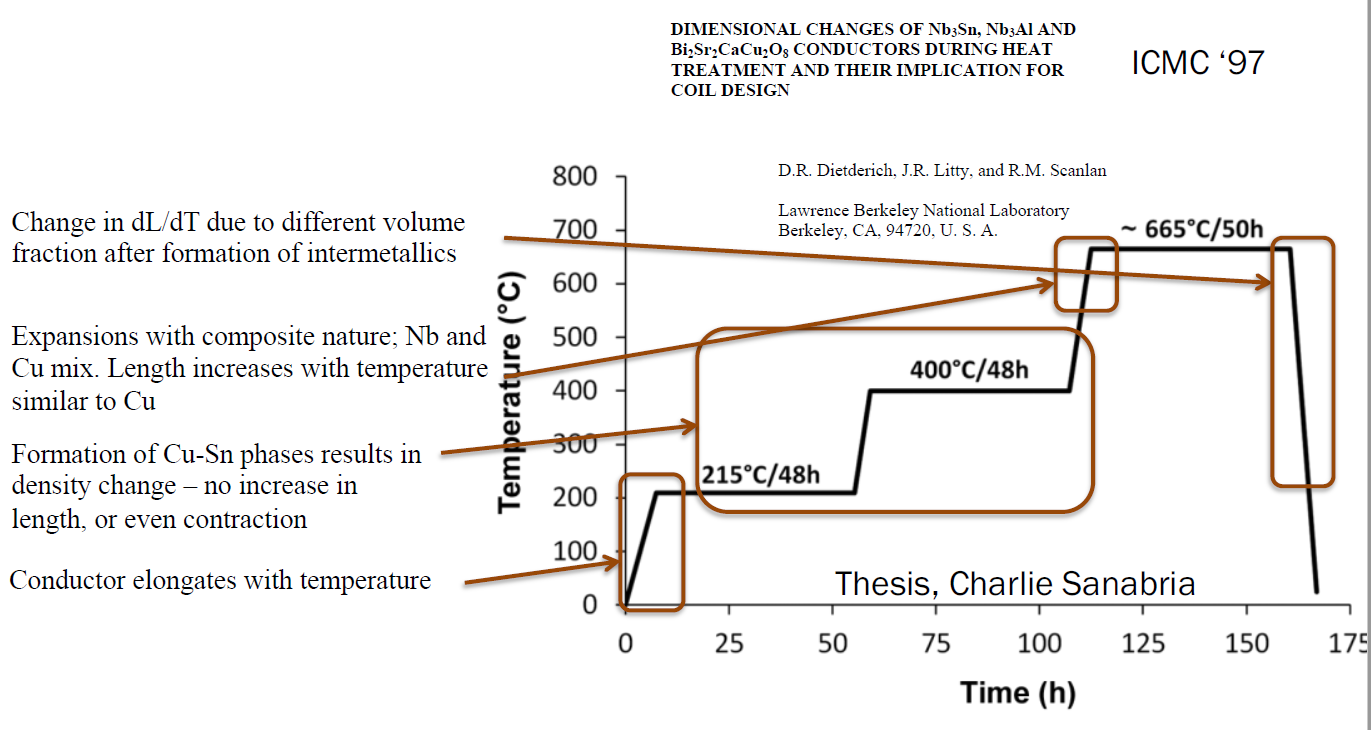 DIMENSIONAL CHANGES OF Nb₃Sn, Nb₃Al AND
Bi₂Sr₂CaCu₂O₈ CONDUCTORS DURING HEAT
TREATMENT AND THEIR IMPLICATION FOR
COIL DESIGN
ICMC ‘97
D.R. Dietderich, J.R. Litty, and R.M. Scanlan
Lawrence Berkeley National Laboratory
Berkeley, CA, 94720, U. S. A.
Change in dL/dT due to different volume
fraction after formation of intermetallics
Expansions with composite nature; Nb and
Cu mix. Length increases with temperature
similar to Cu
Formation of Cu-Sn phases results in
density change – no increase in
length, or even contraction
Conductor elongates with temperature
Temperature (°C)
800
700
600
500
400
300
200
100
0
~ 665°C/50h
400°C/48h
215°C/48h
Thesis, Charlie Sanabria
0 25 50 75 100 125 150 175
Time (h)